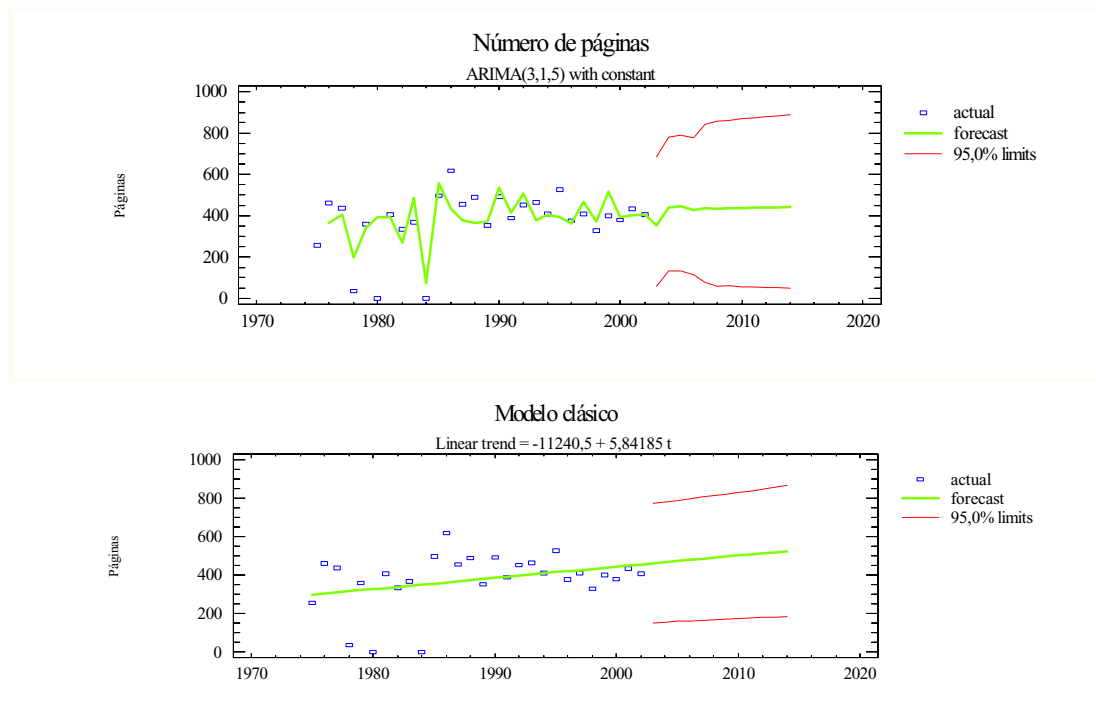 Número de páginas
ARIMA(3,1,5) with constant
1000
800
600
400
200
0
Páginas
1970 1980 1990 2000 2010 2020
actual
forecast
95,0% limits
Modelo clásico
Linear trend = -11240,5 + 5,84185 t
1000
800
600
400
200
0
Páginas
1970 1980 1990 2000 2010 2020
actual
forecast
95,0% limits